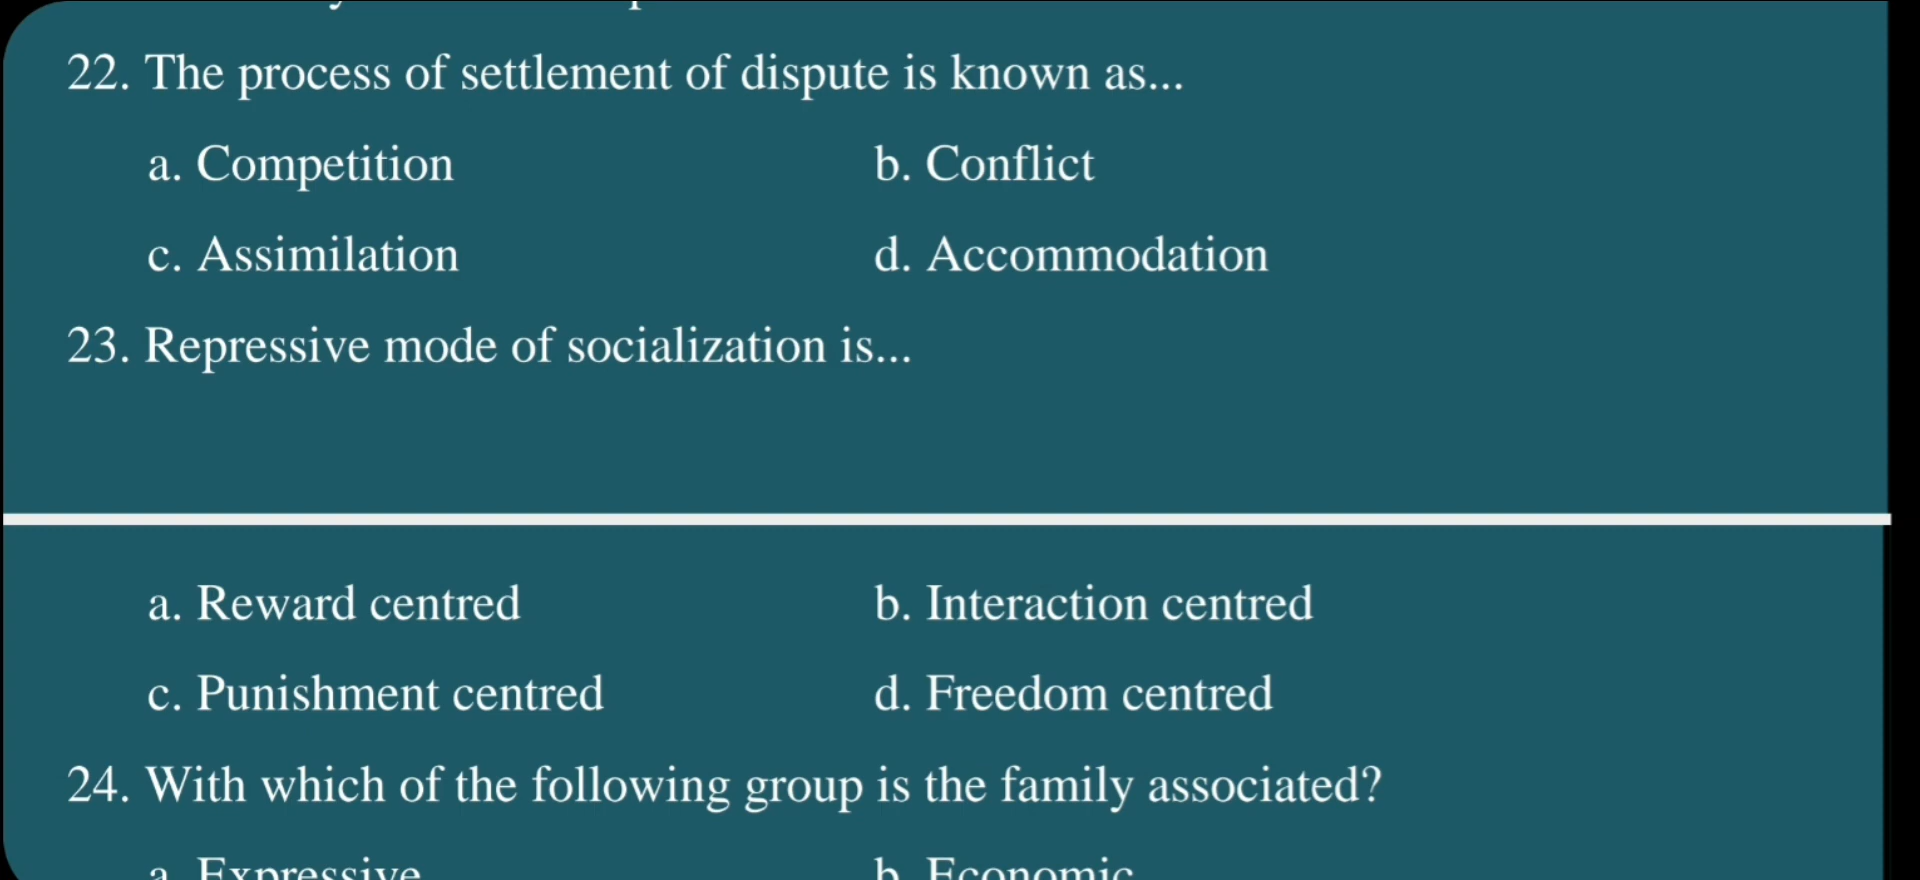 22. The process of settlement of dispute is known as...
a. Competition b. Conflict
c. Assimilation d. Accommodation
23. Repressive mode of socialization is...
a. Reward centred b. Interaction centred
c. Punishment centred d. Freedom centred
24. With which of the following group is the family associated?
a. Expressive b. Economic